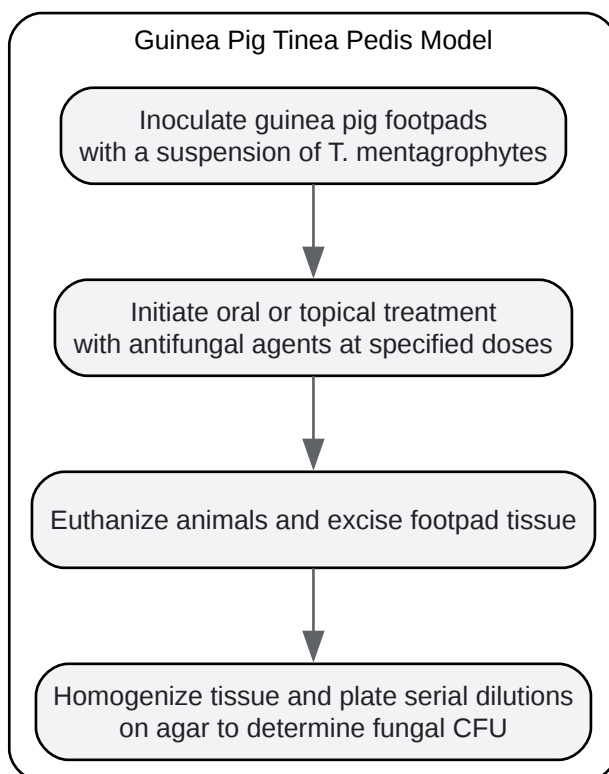 Guinea Pig Tinea Pedis Model
Inoculate guinea pig footpads
with a suspension of T. mentagrophytes
Initiate oral or topical treatment
with antifungal agents at specified doses
Euthanize animals and excise footpad tissue
Homogenize tissue and plate serial dilutions
on agar to determine fungal CFU